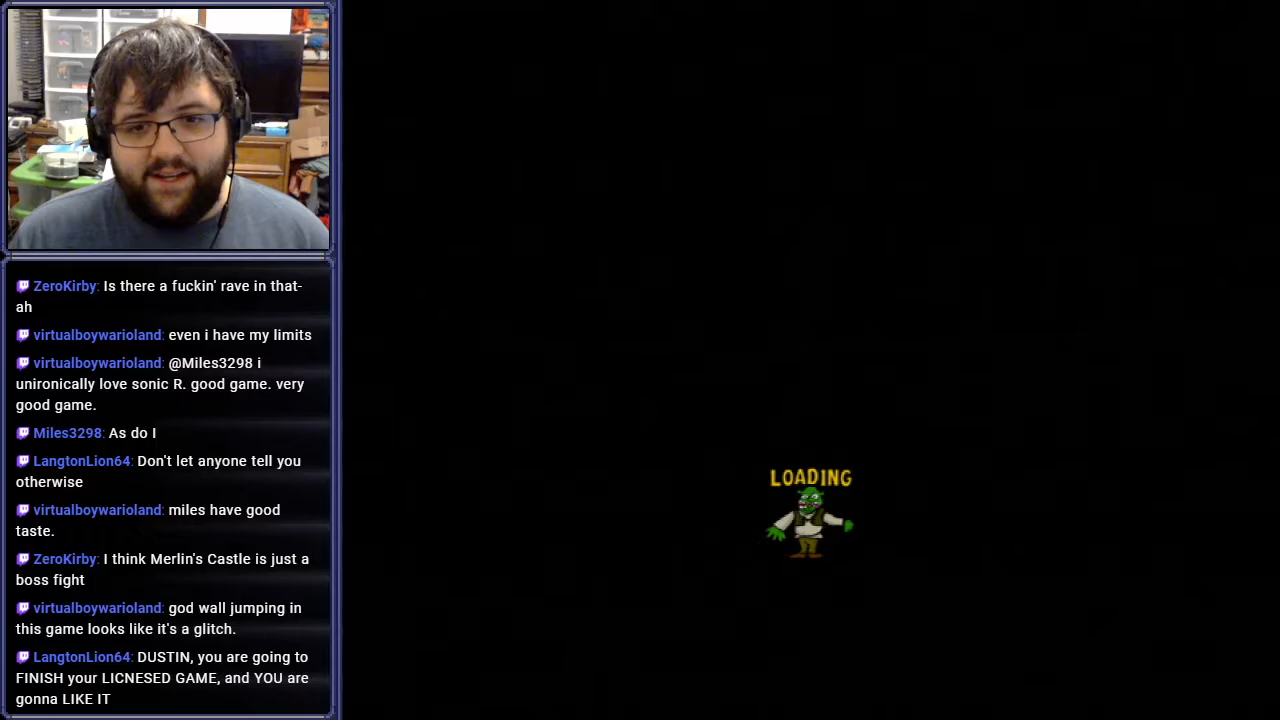 ZeroKirby: Is there a fuckin' rave in that-
ah
virtualboywarioland: even i have my limits
virtualboywarioland: @Miles3298 i
unironically love sonic R. good game. very
good game.
Miles3298: As do I
LangtonLion64: Don't let anyone tell you
otherwise
virtualboywarioland: miles have good
taste.
ZeroKirby: I think Merlin's Castle is just a
boss fight
virtualboywarioland: god wall jumping in
this game looks like it's a glitch.
LangtonLion64: DUSTIN, you are going to
FINISH your LICNESED GAME, and YOU are
gonna LIKE IT
LOADING